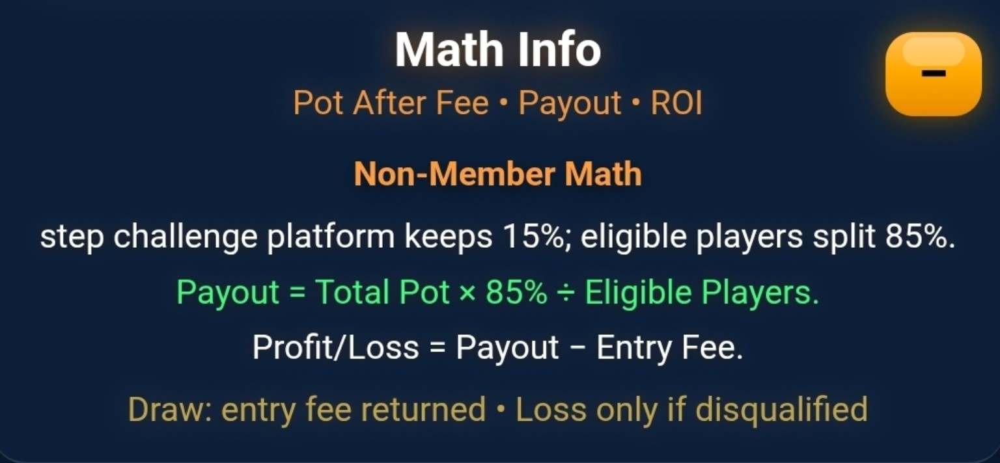 Math Info
Pot After Fee • Payout • ROI
Non-Member Math
step challenge platform keeps 15%; eligible players split 85%.
Payout = Total Pot × 85% ÷ Eligible Players.
Profit/Loss = Payout − Entry Fee.
Draw: entry fee returned • Loss only if disqualified